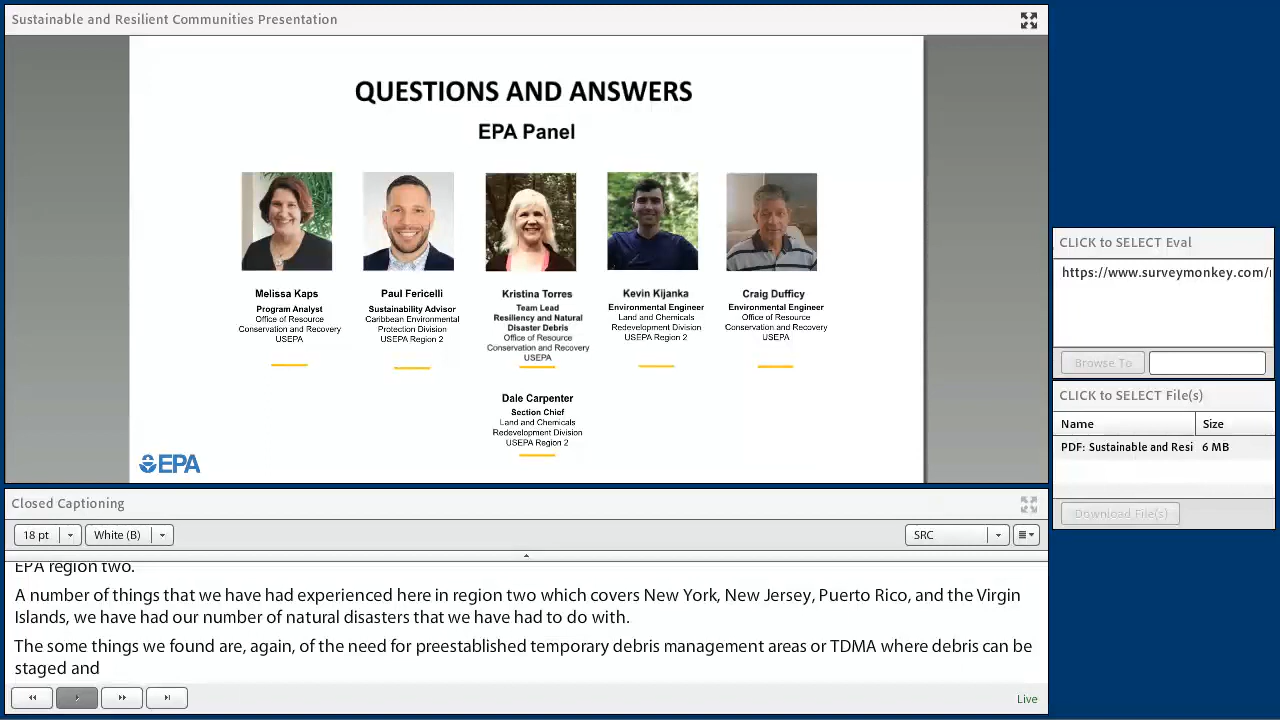 Sustainable and Resilient Communities Presentation
QUESTIONS AND ANSWERS
EPA Panel
Melissa Kaps
Program Analyst
Office of Resource
Conservation and Recovery
USEPA
Paul Fericelli
Sustainability Advisor
Caribbean Environmental
Protection Division
USEPA Region 2
Kristina Torres
Team Lead
Resiliency and Natural
Disaster Debris
Office of Resource
Conservation and Recovery
USEPA
Kevin Kijanka
Environmental Engineer
Land and Chemicals
Redevelopment Division
USEPA Region 2
Craig Dufficy
Environmental Engineer
Office of Resource
Conservation and Recovery
USEPA
Dale Carpenter
Section Chief
Land and Chemicals
Redevelopment Division
USEPA Region 2
EPA
CLICK to SELECT Eval
https://www.surveymonkey.com/
Browse To
CLICK to SELECT File(s)
Name Size
PDF: Sustainable and Resi 6 MB
Download File(s)
Closed Captioning
18 pt White (B) SRC
EPA region two.
A number of things that we have had experienced here in region two which covers New York, New Jersey, Puerto Rico, and the Virgin
Islands, we have had our number of natural disasters that we have had to do with.
The some things we found are, again, of the need for preestablished temporary debris management areas or TDMA where debris can be
staged and
Live